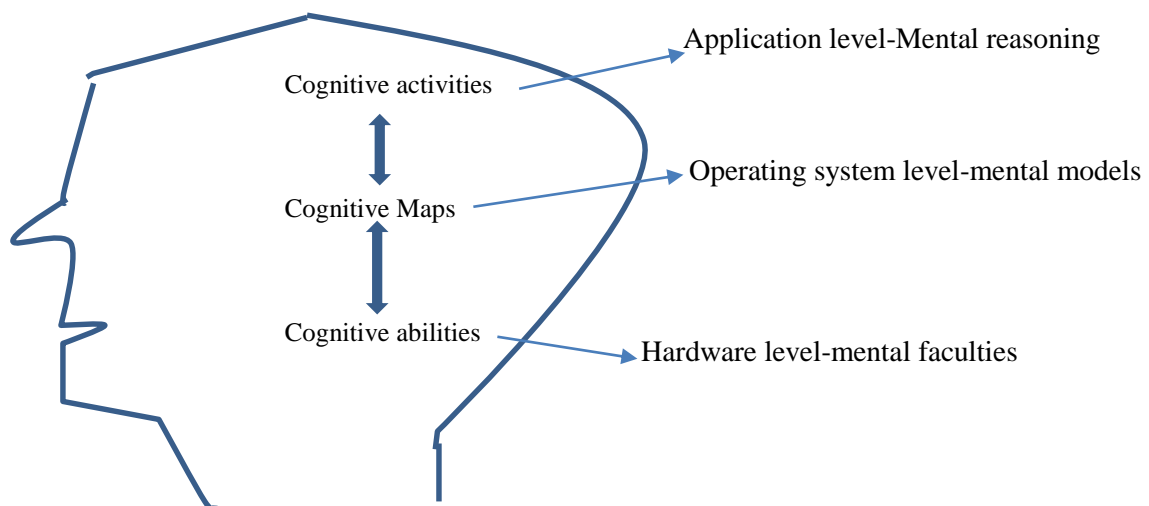 Application level-Mental reasoning
Cognitive activities
Operating system level-mental models
Cognitive Maps
Cognitive abilities
Hardware level-mental faculties